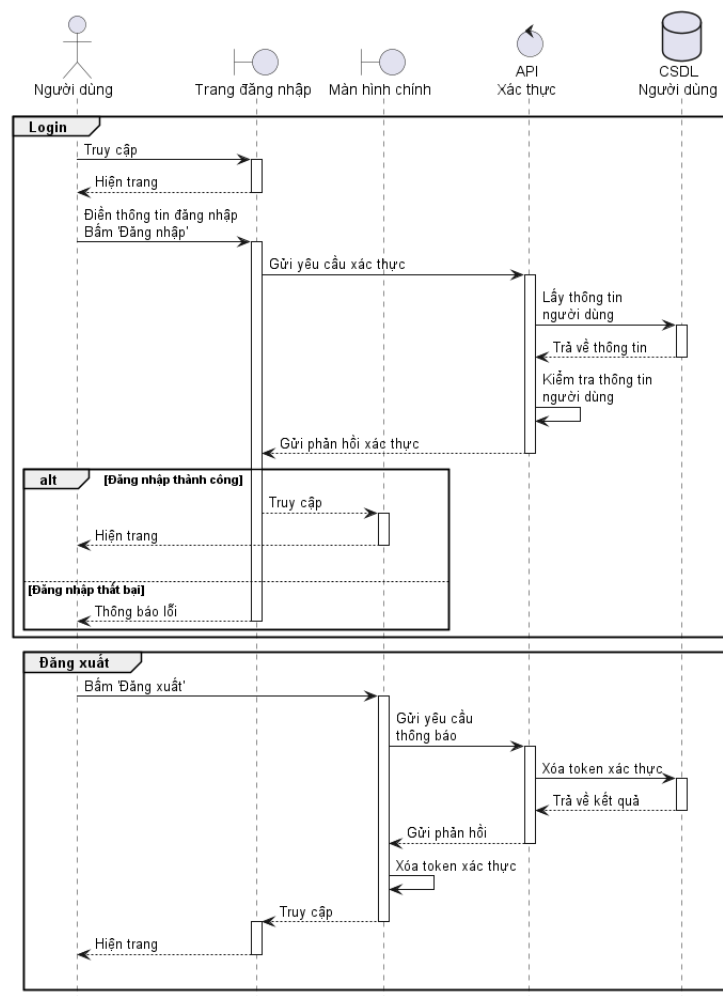 Người dùng
Trang đăng nhập
Màn hình chính
API
Xác thực
CSDL
Người dùng
Login
Truy cập
Hiện trang
Điền thông tin đăng nhập
Bấm 'Đăng nhập'
Gửi yêu cầu xác thực
Lấy thông tin
người dùng
Trả về thông tin
Kiểm tra thông tin
người dùng
Gửi phản hồi xác thực
alt
[Đăng nhập thành công]
Truy cập
Hiện trang
[Đăng nhập thất bại]
Thông báo lỗi
Đăng xuất
Bấm 'Đăng xuất'
Gửi yêu cầu
thông báo
Xóa token xác thực
Trả về kết quả
Gửi phản hồi
Xóa token xác thực
Truy cập
Hiện trang